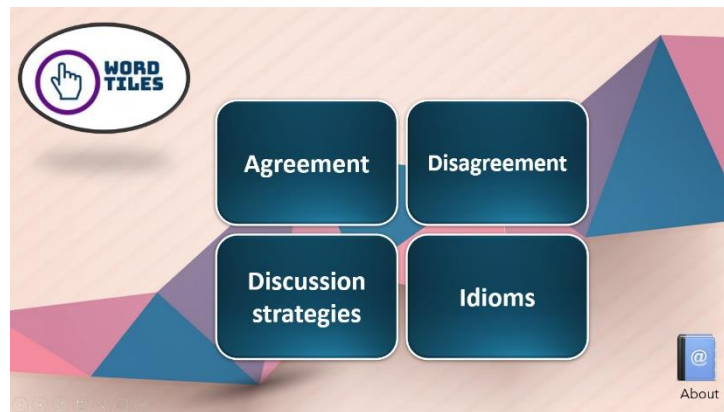 WORD
TILES
Agreement
Disagreement
Discussion
strategies
Idioms
@
About